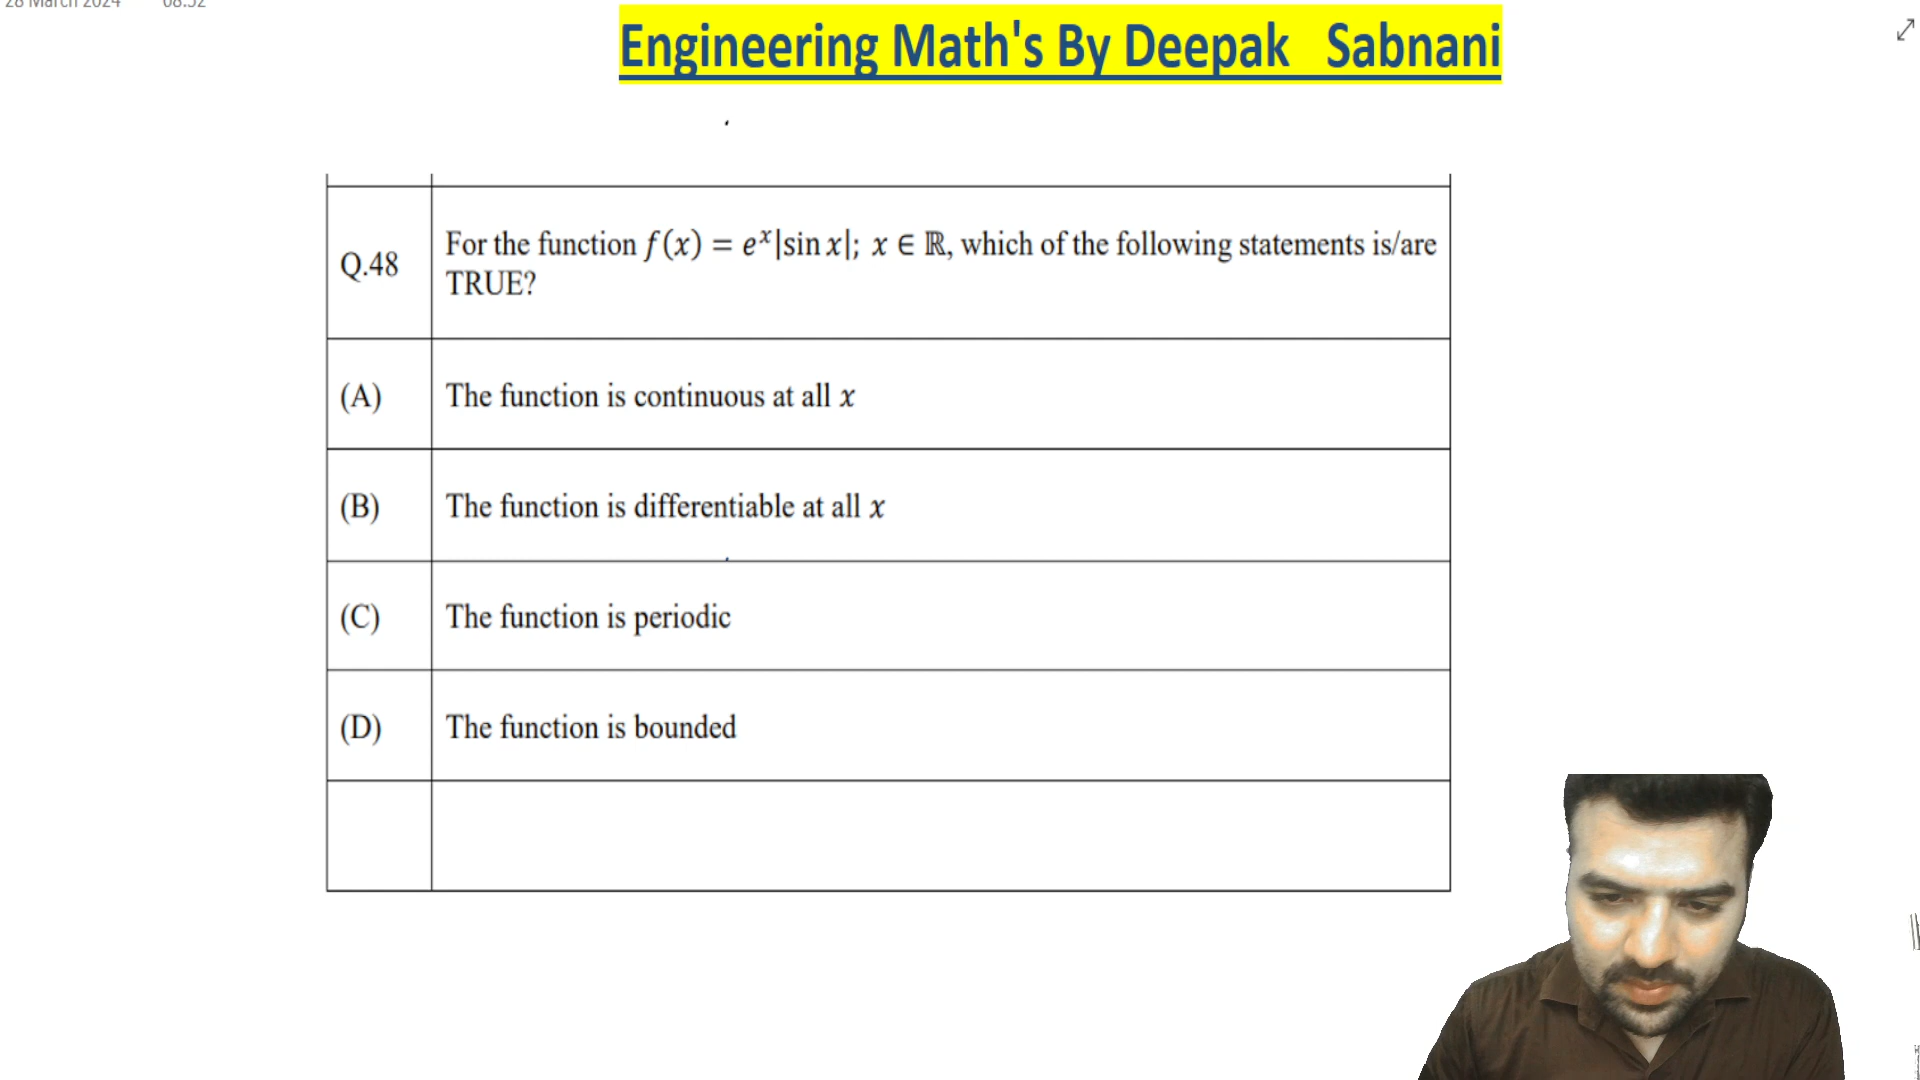 Engineering Math's By Deepak Sabnani
Q.48
For the function f(x) = eˣ|sin x|; x ∈ ℝ, which of the following statements is/are
TRUE?
(A) The function is continuous at all x
(B) The function is differentiable at all x
(C) The function is periodic
(D) The function is bounded